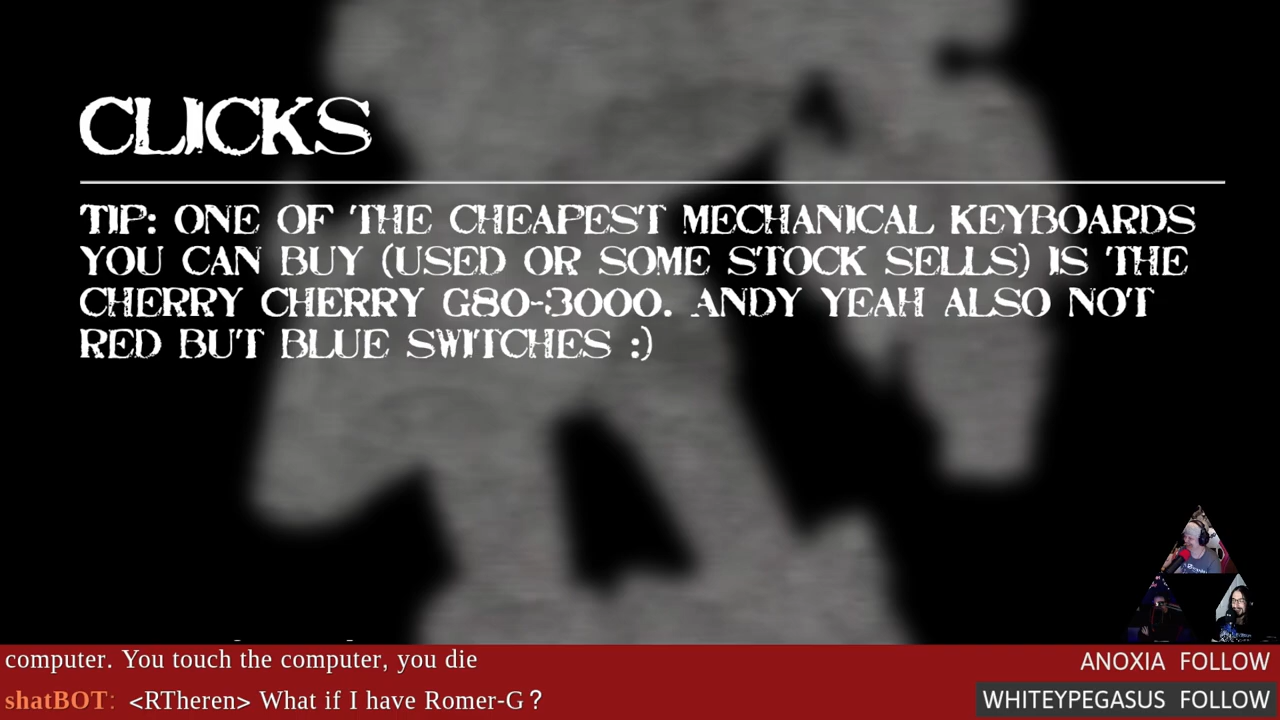 CLICKS
TIP: ONE OF THE CHEAPEST MECHANICAL KEYBOARDS
YOU CAN BUY (USED OR SOME STOCK SELLS) IS THE
CHERRY CHERRY G80-3000. ANDY YEAH ALSO NOT
RED BUT BLUE SWITCHES :)
computer. You touch the computer, you die
shatBOT: <RTheren> What if I have Romer-G?
ANOXIA FOLLOW
WHITEYPEGASUS FOLLOW